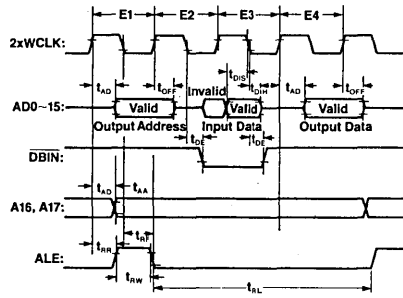 E1 E2 E3 E4
2xWCLK:
tAD tOFF Invalid tDIS tDIH tAD tOFF
AD0~15: Valid Valid Valid
Output Address Input Data Output Data
tDE tDE
DBIN:
tAD tAA
A16, A17:
tRF
tRR
ALE:
tRW tRL